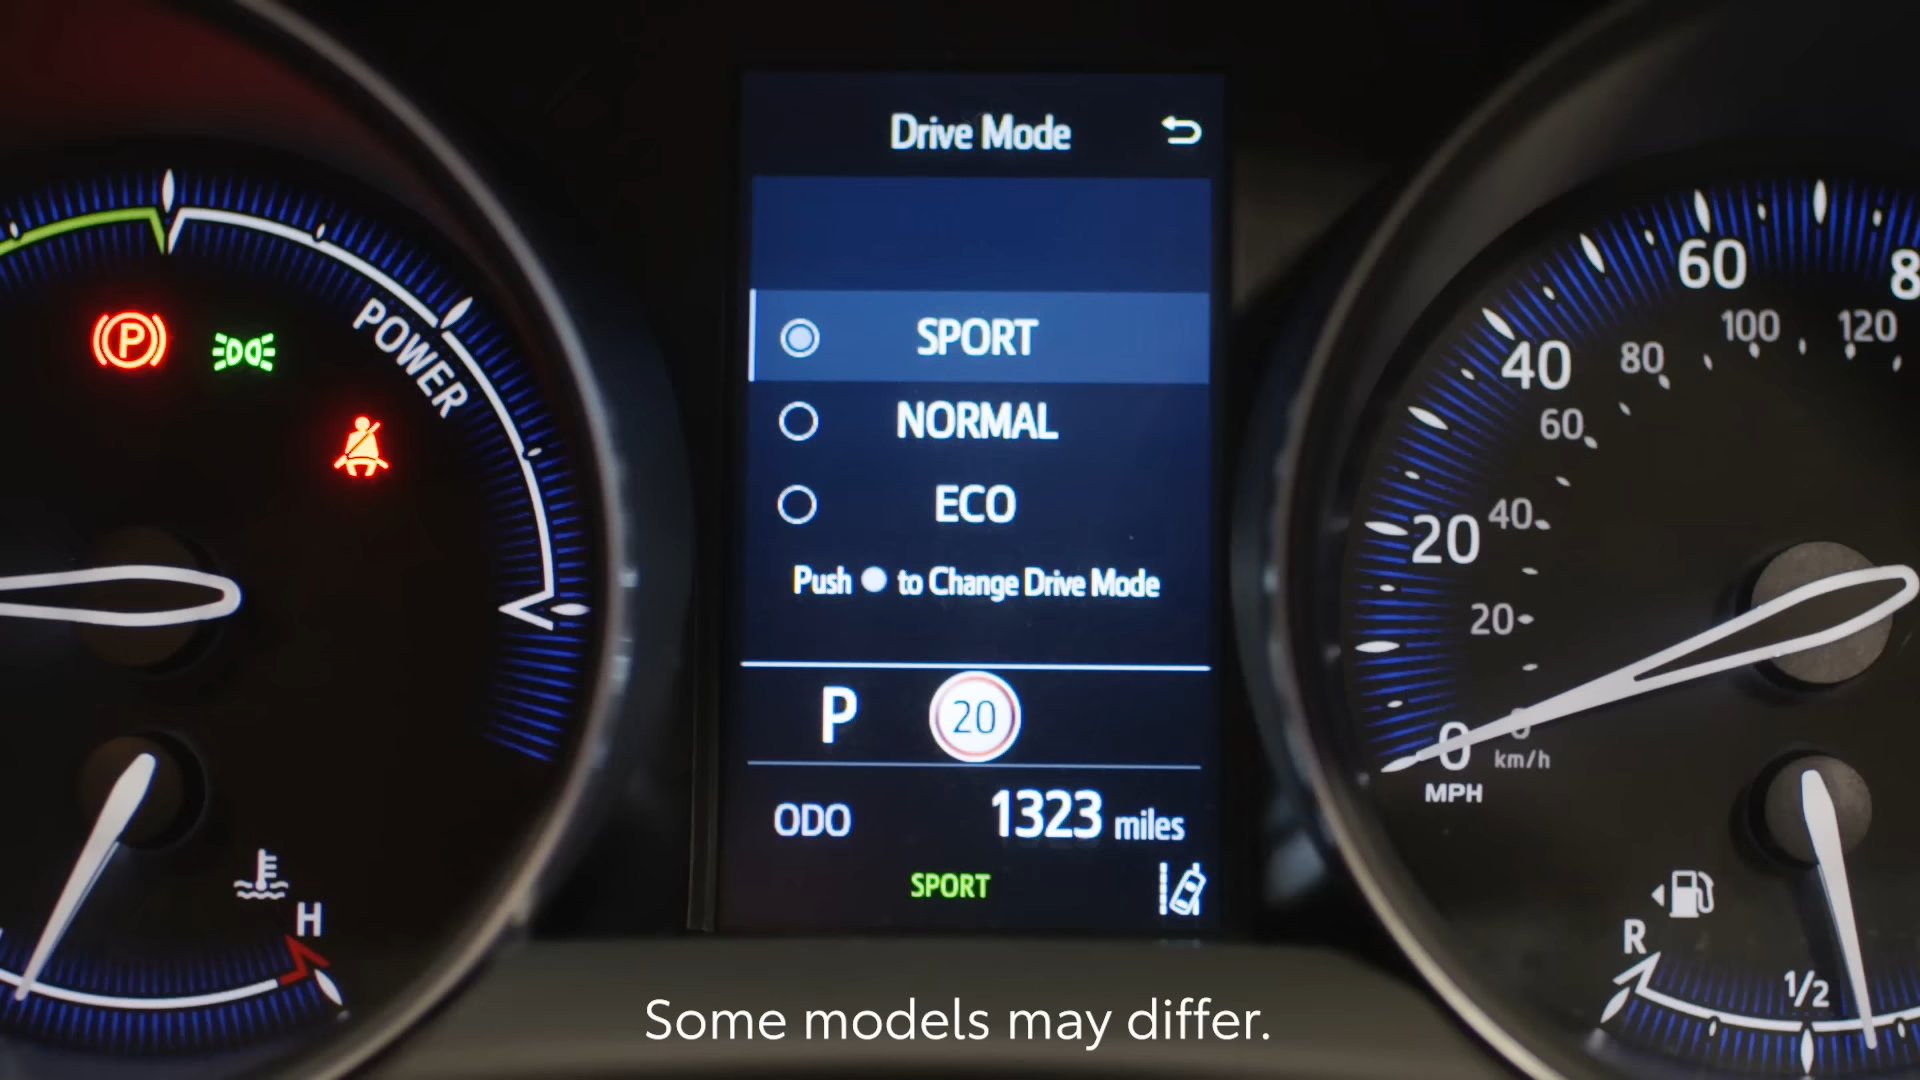 Drive Mode
SPORT
NORMAL
ECO
Push to Change Drive Mode
P 20
ODO 1323 miles
SPORT
POWER
P
H
60
8
40
20
0
MPH
120
100
80
60
40
20
0
km/h
R
1/2
Some models may differ.